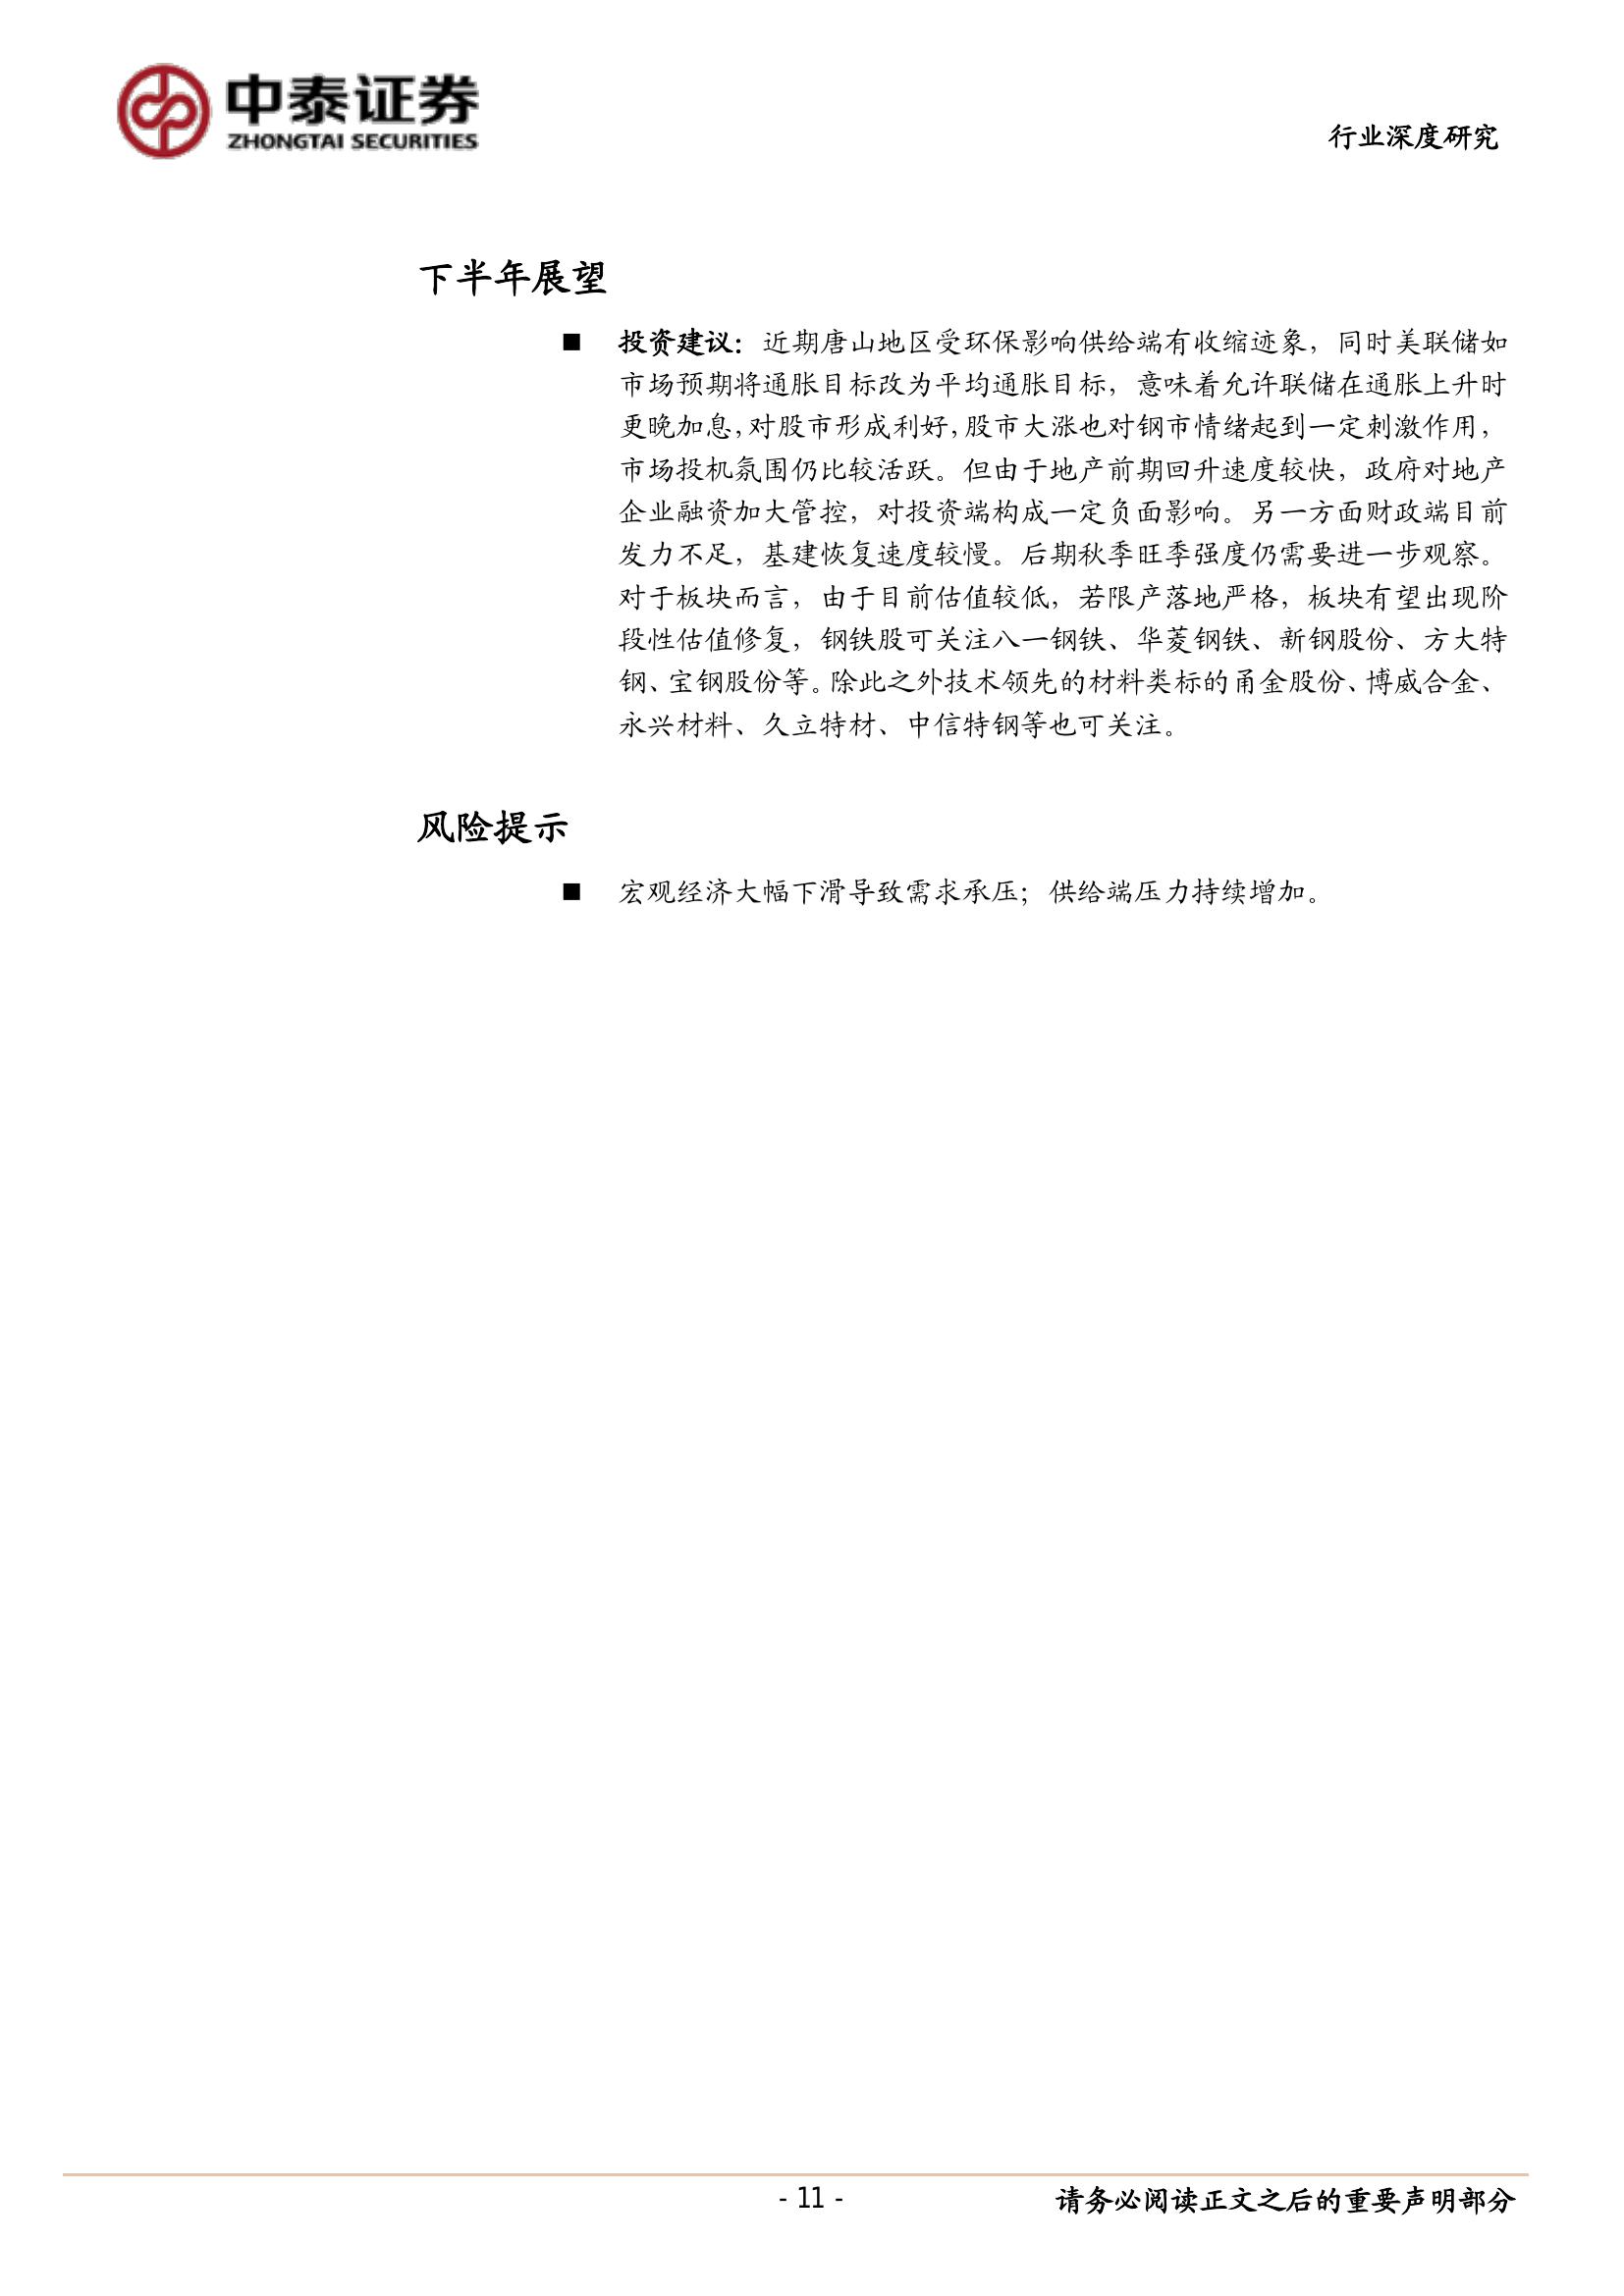 中泰证券
ZHONGTAI SECURITIES
行业深度研究
下半年展望
■ 投资建议：近期唐山地区受环保影响供给端有收缩迹象，同时美联储如
市场预期将通胀目标改为平均通胀目标，意味着允许联储在通胀上升时
更晚加息，对股市形成利好，股市大涨也对钢市情绪起到一定刺激作用，
市场投机氛围仍比较活跃。但由于地产前期回升速度较快，政府对地产
企业融资加大管控，对投资端构成一定负面影响。另一方面财政端目前
发力不足，基建恢复速度较慢。后期秋季旺季强度仍需要进一步观察。
对于板块而言，由于目前估值较低，若限产落地严格，板块有望出现阶
段性估值修复，钢铁股可关注八一钢铁、华菱钢铁、新钢股份、方大特
钢、宝钢股份等。除此之外技术领先的材料类标的甬金股份、博威合金、
永兴材料、久立特材、中信特钢等也可关注。
风险提示
■ 宏观经济大幅下滑导致需求承压；供给端压力持续增加。
- 11 -
请务必阅读正文之后的重要声明部分